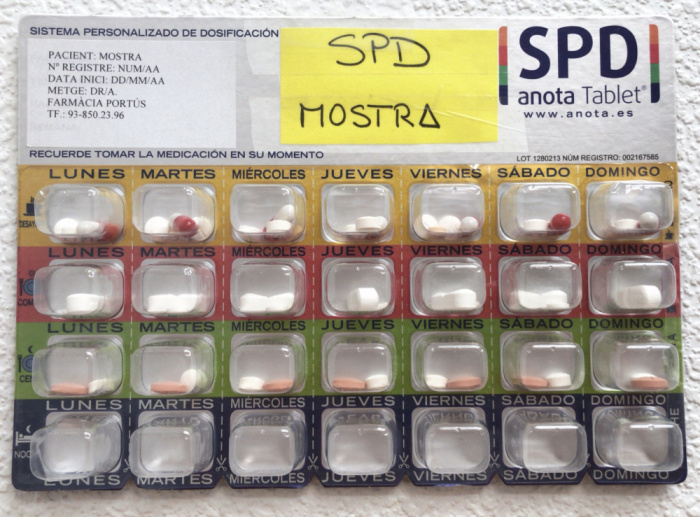 SISTEMA PERSONALIZADO DE DOSIFICACIÓN
PACIENT: MOSTRA
Nº REGISTRE: NUM/AA
DATA INICI: DD/MM/AA
METGE: DR/A.
FARMÀCIA PORTÚS
TF.: 93-850.23.96
SPD
MOSTRA
SPD
anota Tablet®
www.anota.es
RECUERDE TOMAR LA MEDICACIÓN EN SU MOMENTO
LOT 1280213 NÚM REGISTRO: 002167585
LUNES MARTES MIÉRCOLES JUEVES VIERNES SÁBADO DOMINGO
LUNES MARTES MIÉRCOLES JUEVES VIERNES SÁBADO DOMINGO
LUNES MARTES MIÉRCOLES JUEVES VIERNES SÁBADO DOMINGO
LUNES MARTES MIÉRCOLES JUEVES VIERNES SÁBADO DOMINGO
LUNES MARTES MIÉRCOLES JUEVES VIERNES SÁBADO DOMINGO